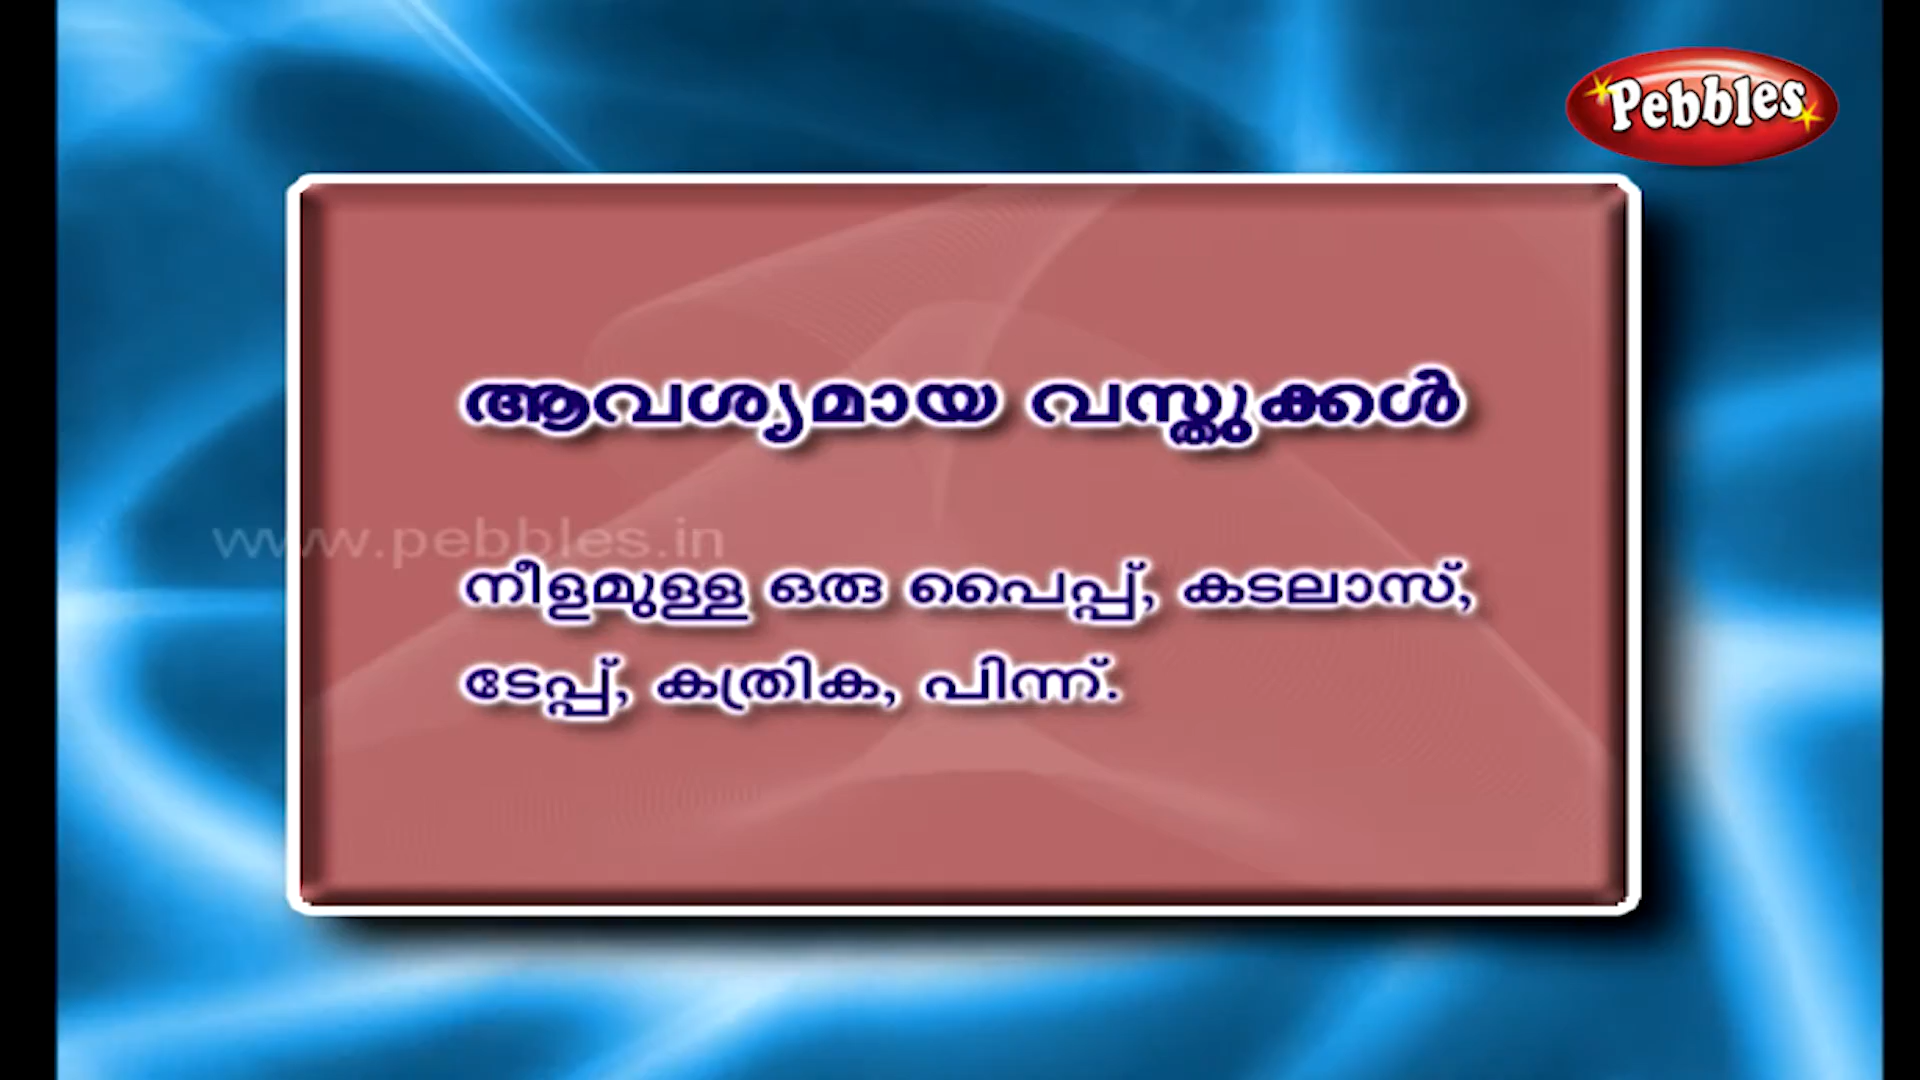 Pebbles
ആവശ്യമായ വസ്തുക്കൾ
www.pebbles.in
നീളമുള്ള ഒരു പൈപ്പ്, കടലാസ്,
ടേപ്പ്, കത്രിക, പിന്ന്.